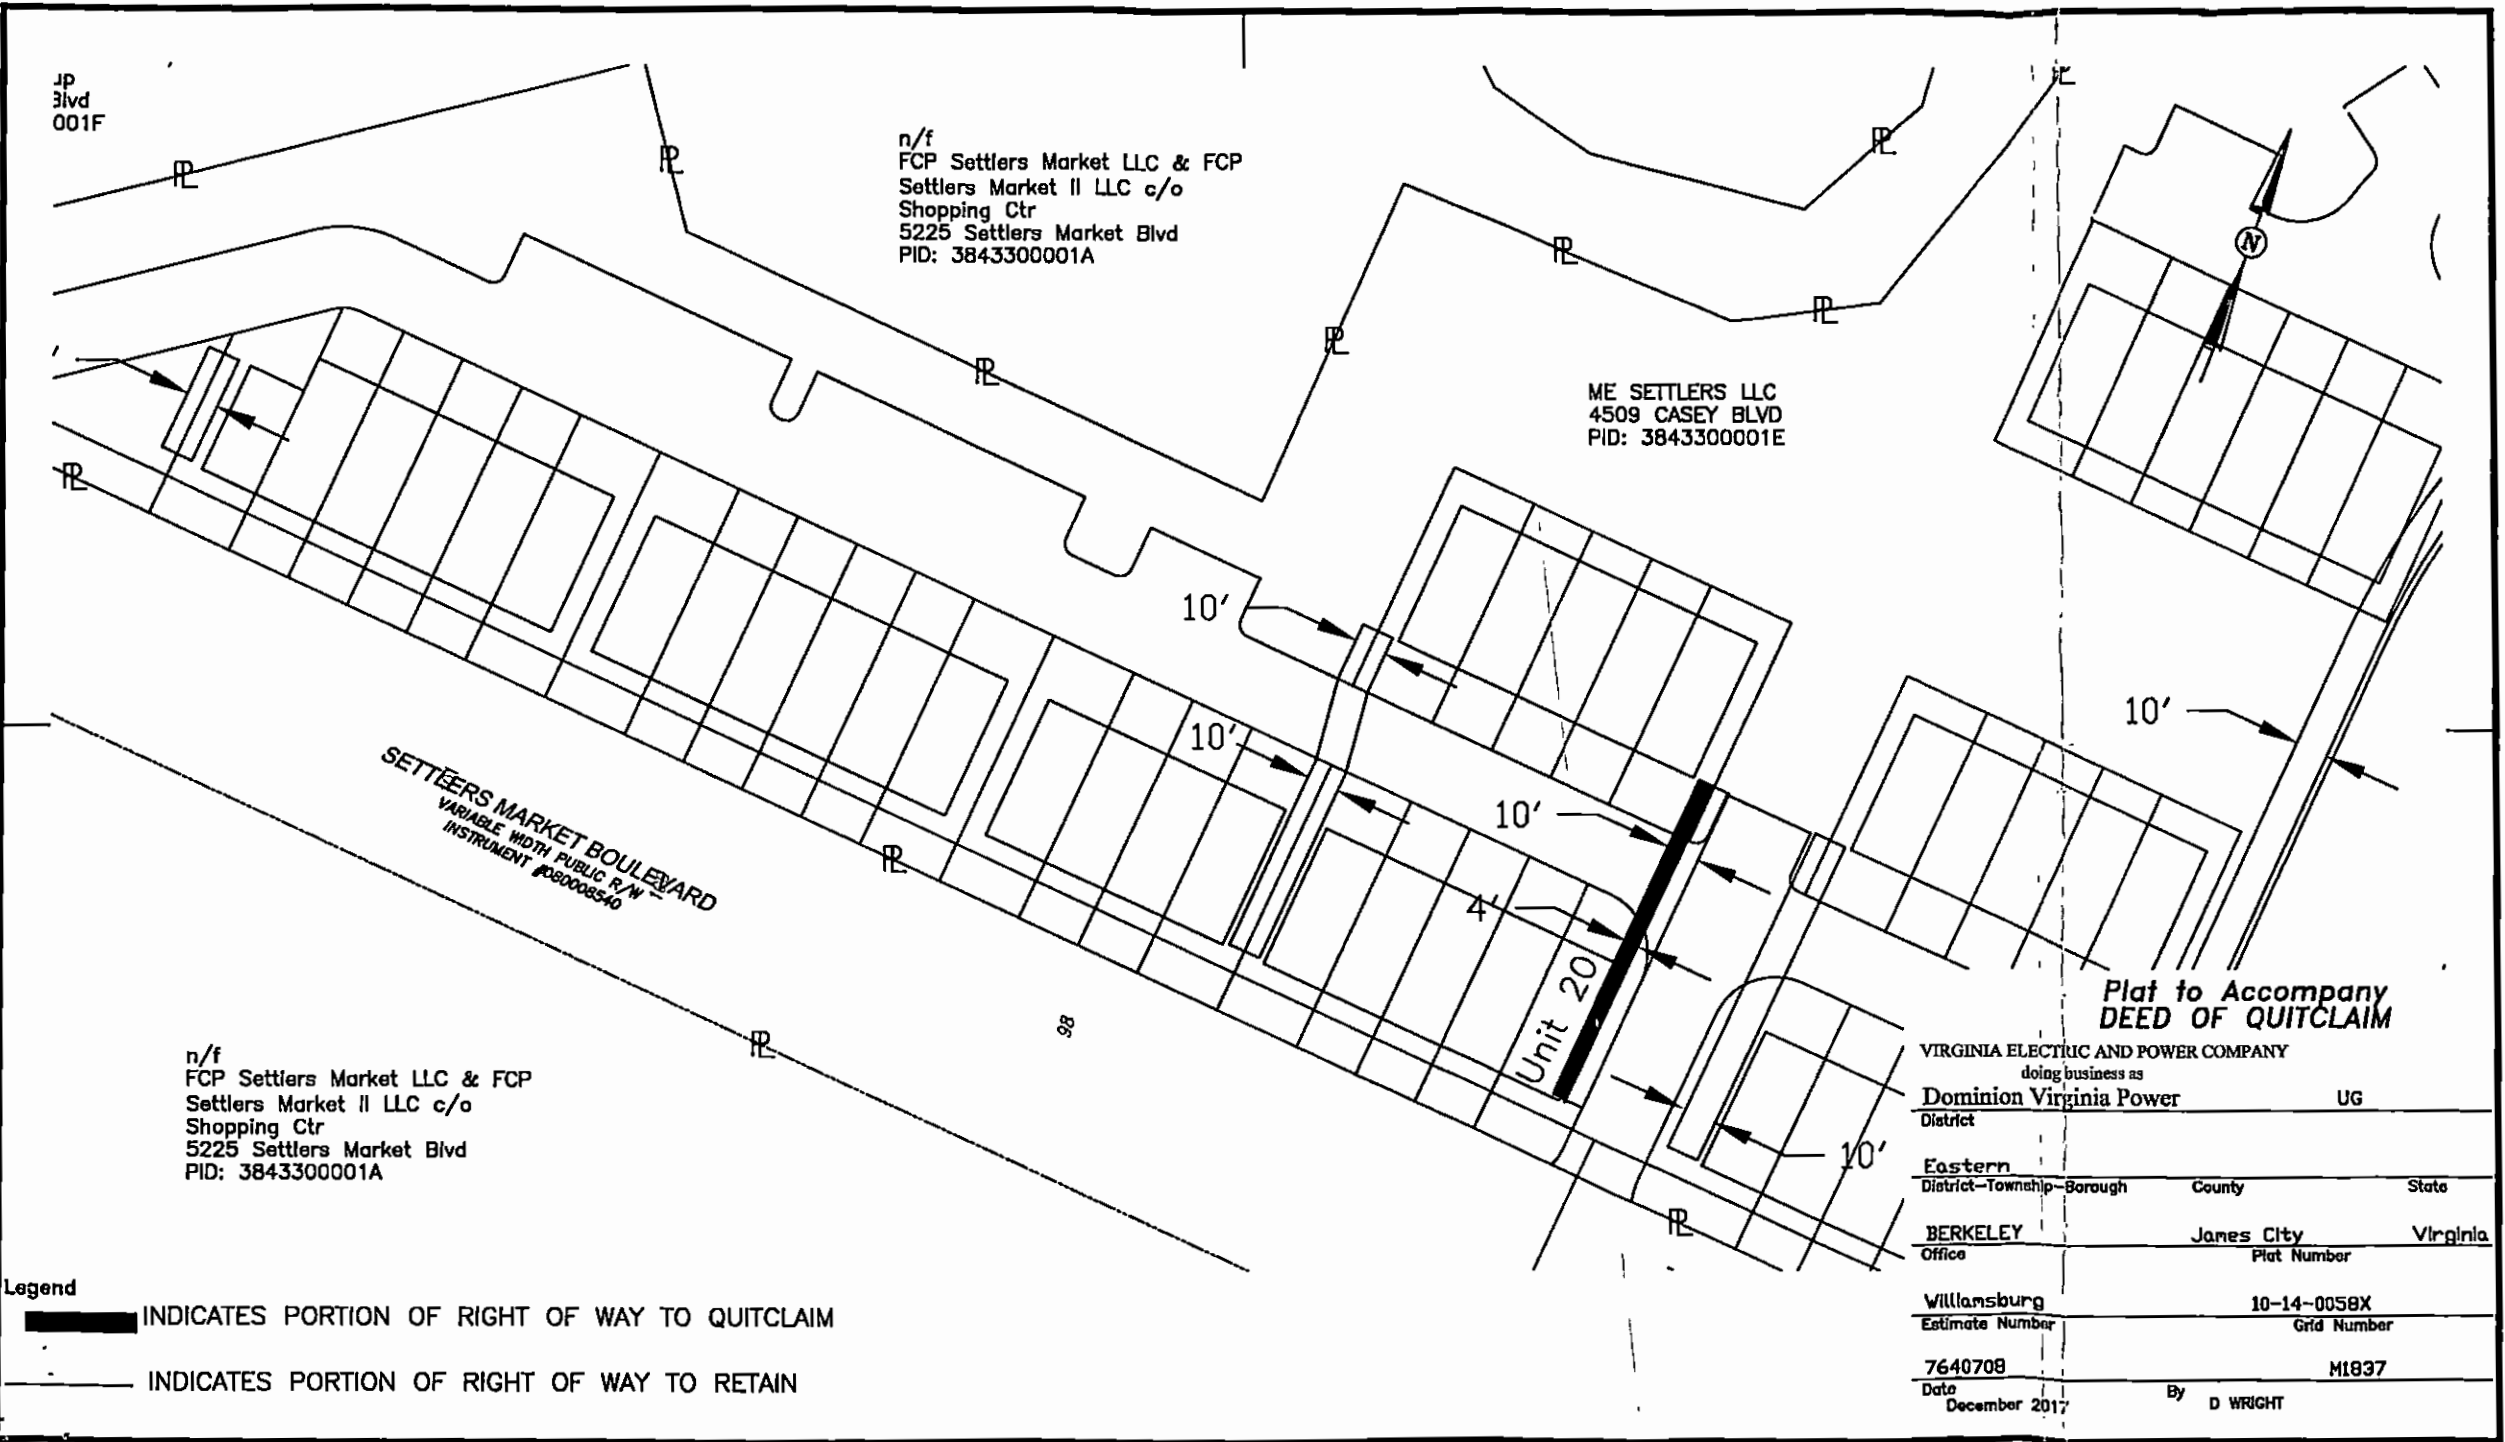 Blvd
001F
n/f
FCP Settlers Market LLC & FCP
Settlers Market II LLC c/o
Shopping Ctr
5225 Settlers Market Blvd
PID: 3843300001A
N
ME SETTLERS LLC
4509 CASEY BLVD
PID: 3843300001E
10'
10'
10'
10'
4'
Unit 20
10'
SETTLERS MARKET BOULEVARD
VARIABLE WIDTH PUBLIC R/W
INSTRUMENT #080008540
98
n/f
FCP Settlers Market LLC & FCP
Settlers Market II LLC c/o
Shopping Ctr
5225 Settlers Market Blvd
PID: 3843300001A
Plat to Accompany
DEED OF QUITCLAIM
VIRGINIA ELECTRIC AND POWER COMPANY
doing business as
Dominion Virginia Power UG
District
Eastern
District-Township-Borough County State
BERKELEY James City Virginia
Office Plat Number
Williamsburg 10-14-0058X
Estimate Number Grid Number
7640708 M1837
Date By
December 2017 D WRIGHT
Legend
INDICATES PORTION OF RIGHT OF WAY TO QUITCLAIM
INDICATES PORTION OF RIGHT OF WAY TO RETAIN